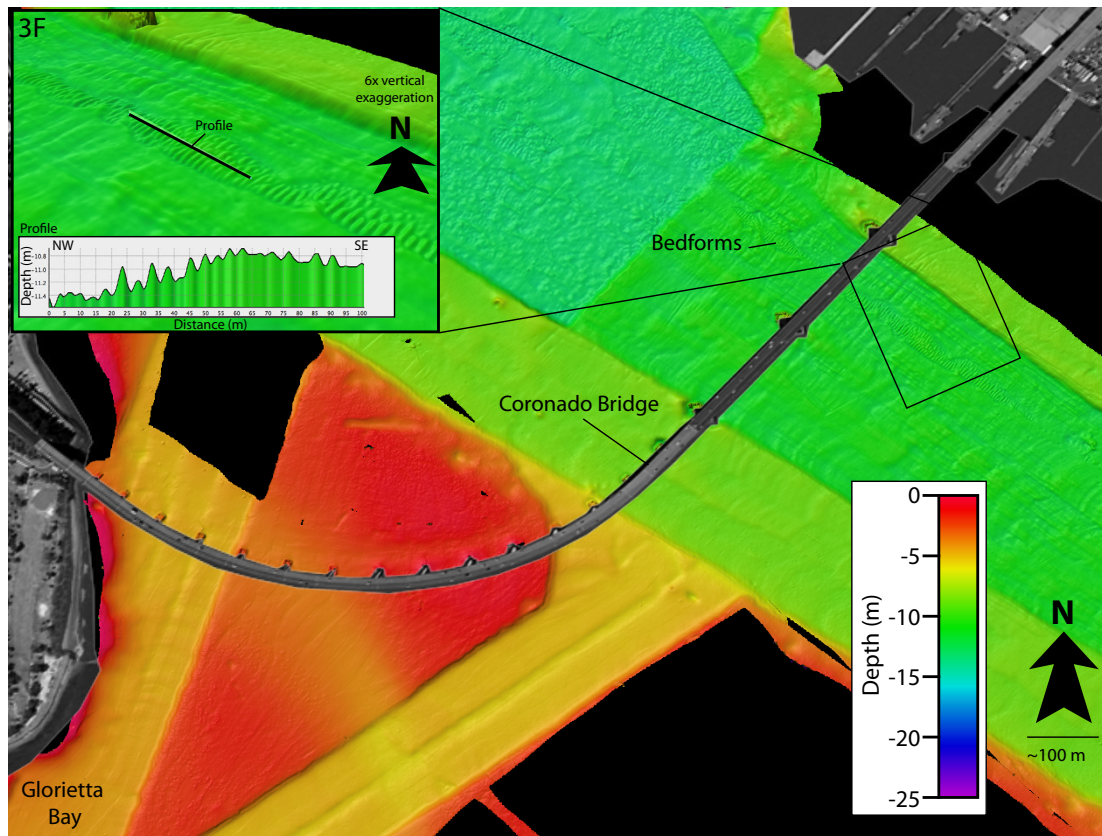 3F
6x vertical
exaggeration
N
Profile
Profile
NW
SE
Depth (m)
-10.8
-11.0
-11.4
0 5 10 15 20 25 30 35 40 45 50 55 60 65 70 75 80 85 90 95 100
Distance (m)
Bedforms
Coronado Bridge
Depth (m)
0
-5
-10
-15
-20
-25
N
~100 m
Glorietta
Bay